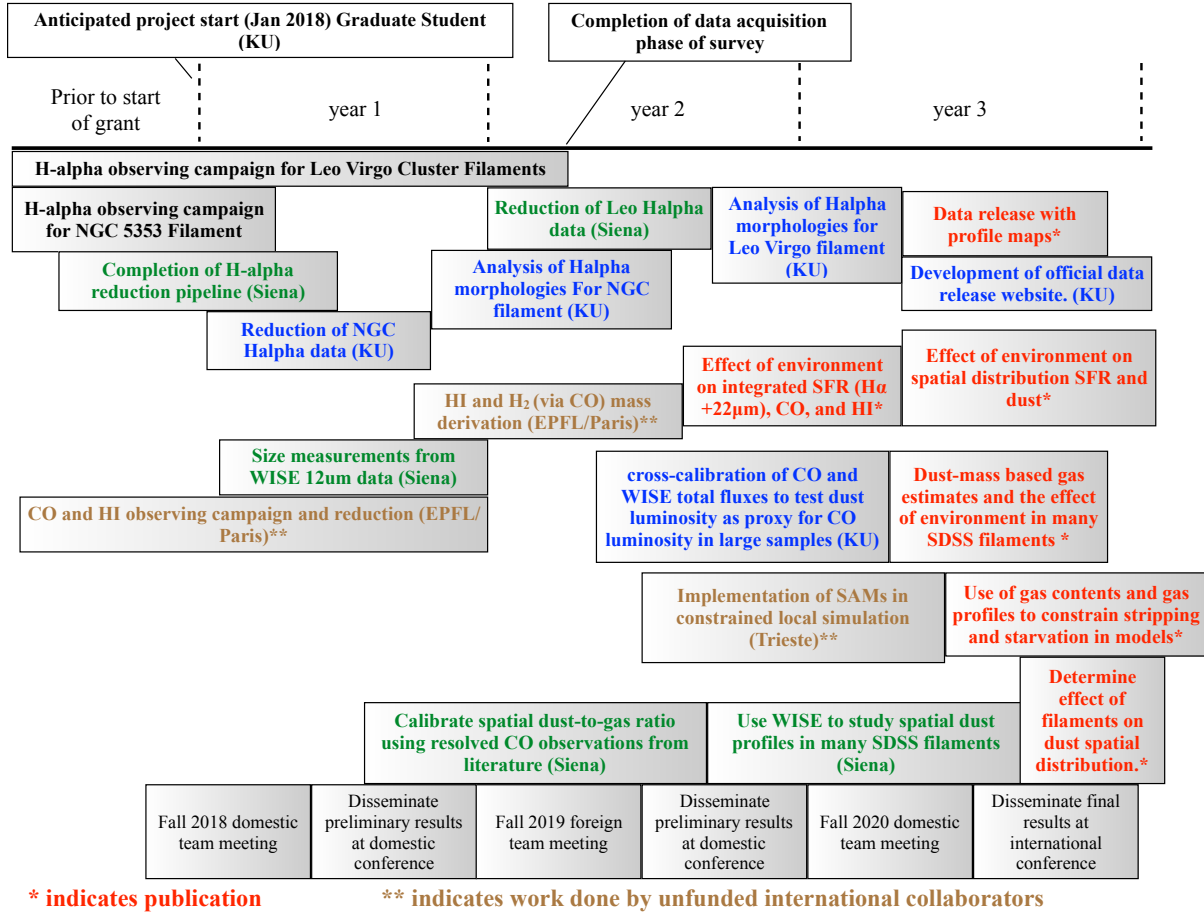 Anticipated project start (Jan 2018) Graduate Student
(KU)
Completion of data acquisition
phase of survey
Prior to start
of grant
year 1
year 2
year 3
H-alpha observing campaign for Leo Virgo Cluster Filaments
H-alpha observing campaign
for NGC 5353 Filament
Reduction of Leo Halpha
data (Siena)
Analysis of Halpha
morphologies for
Leo Virgo filament
(KU)
Data release with
profile maps*
Completion of H-alpha
reduction pipeline (Siena)
Analysis of Halpha
morphologies For NGC
filament (KU)
Development of official data
release website. (KU)
Reduction of NGC
Halpha data (KU)
Effect of environment
on integrated SFR (Hα
+22μm), CO, and HI*
Effect of environment on
spatial distribution SFR and
dust*
HI and H₂ (via CO) mass
derivation (EPFL/Paris)**
Size measurements from
WISE 12um data (Siena)
cross-calibration of CO and
WISE total fluxes to test dust
luminosity as proxy for CO
luminosity in large samples (KU)
Dust-mass based gas
estimates and the effect
of environment in many
SDSS filaments *
CO and HI observing campaign and reduction (EPFL/
Paris)**
Implementation of SAMs in
constrained local simulation
(Trieste)**
Use of gas contents and gas
profiles to constrain stripping
and starvation in models*
Determine
effect of
filaments on
dust spatial
distribution.*
Calibrate spatial dust-to-gas ratio
using resolved CO observations from
literature (Siena)
Use WISE to study spatial dust
profiles in many SDSS filaments
(Siena)
Fall 2018 domestic
team meeting
Disseminate
preliminary results
at domestic
conference
Fall 2019 foreign
team meeting
Disseminate
preliminary results
at domestic
conference
Fall 2020 domestic
team meeting
Disseminate final
results at
international
conference
* indicates publication
** indicates work done by unfunded international collaborators